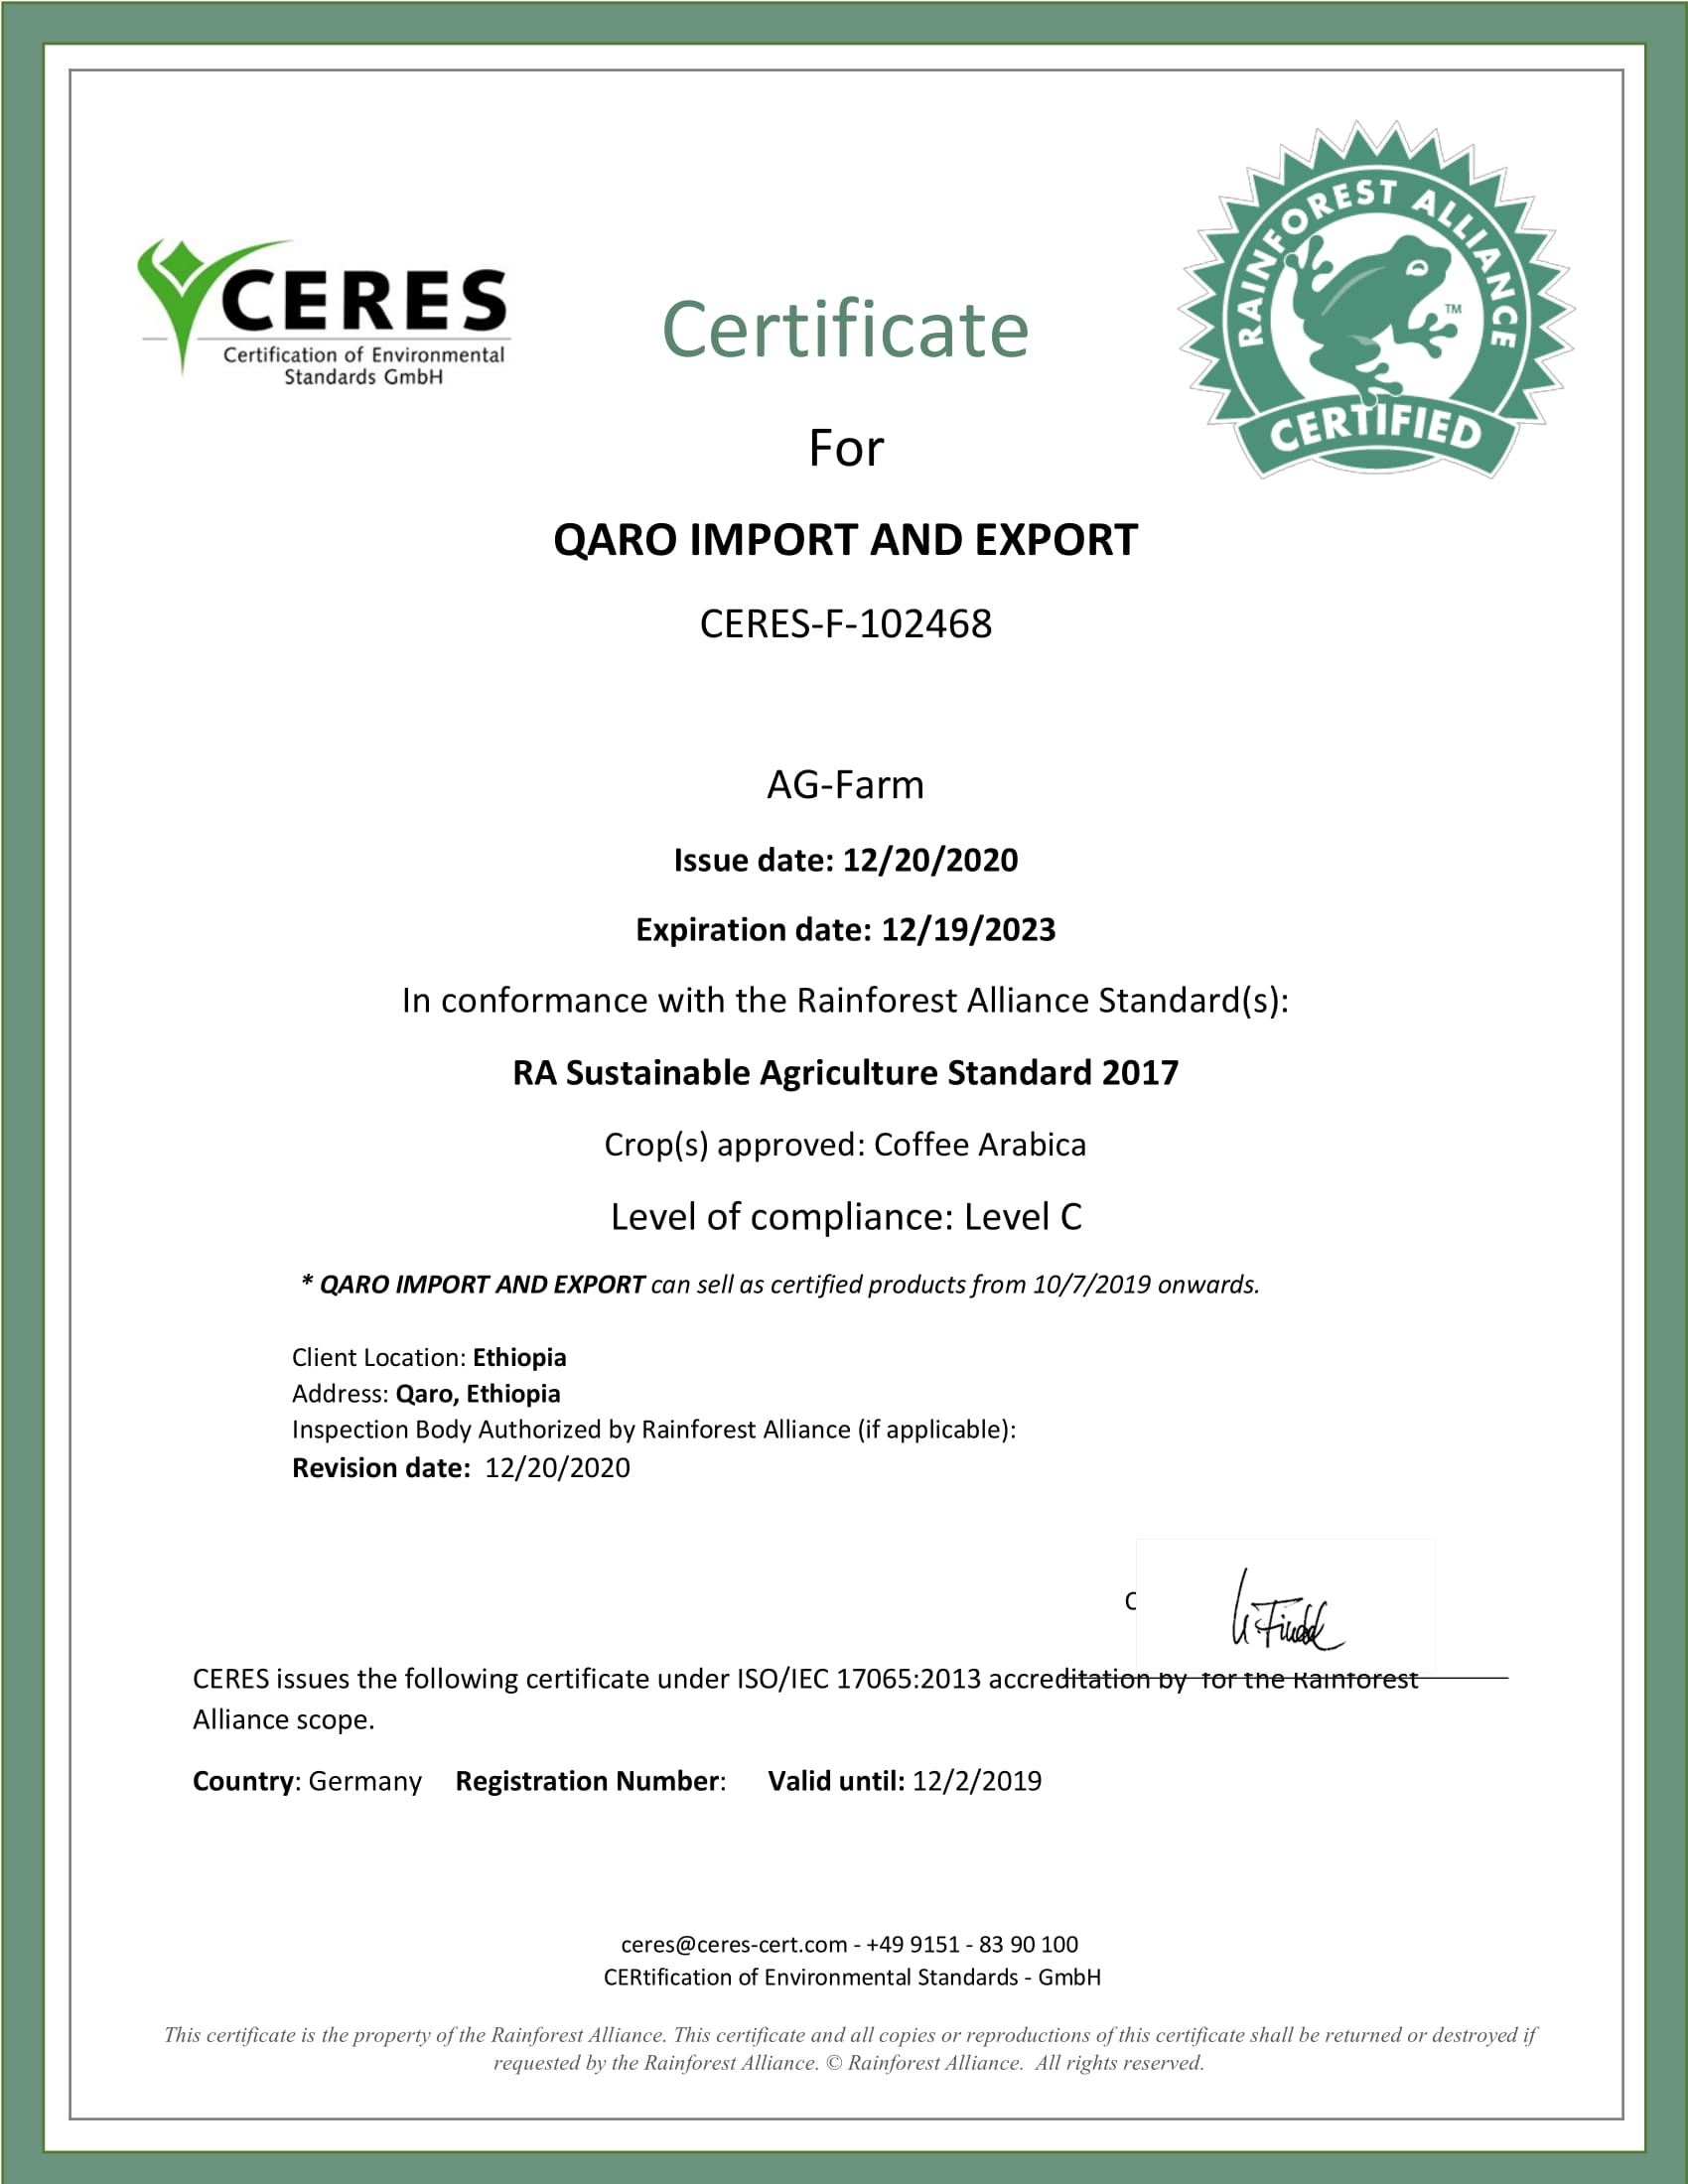 CERES
Certification of Environmental
Standards GmbH
Certificate
RAINFOREST ALLIANCE
TM
CERTIFIED
For
QARO IMPORT AND EXPORT
CERES-F-102468
AG-Farm
Issue date: 12/20/2020
Expiration date: 12/19/2023
In conformance with the Rainforest Alliance Standard(s):
RA Sustainable Agriculture Standard 2017
Crop(s) approved: Coffee Arabica
Level of compliance: Level C
* QARO IMPORT AND EXPORT can sell as certified products from 10/7/2019 onwards.
Client Location: Ethiopia
Address: Qaro, Ethiopia
Inspection Body Authorized by Rainforest Alliance (if applicable):
Revision date: 12/20/2020
CERES issues the following certificate under ISO/IEC 17065:2013 accreditation by for the Rainforest
Alliance scope.
Country: Germany Registration Number: Valid until: 12/2/2019
ceres@ceres-cert.com - +49 9151 - 83 90 100
CERtification of Environmental Standards - GmbH
This certificate is the property of the Rainforest Alliance. This certificate and all copies or reproductions of this certificate shall be returned or destroyed if
requested by the Rainforest Alliance. © Rainforest Alliance. All rights reserved.